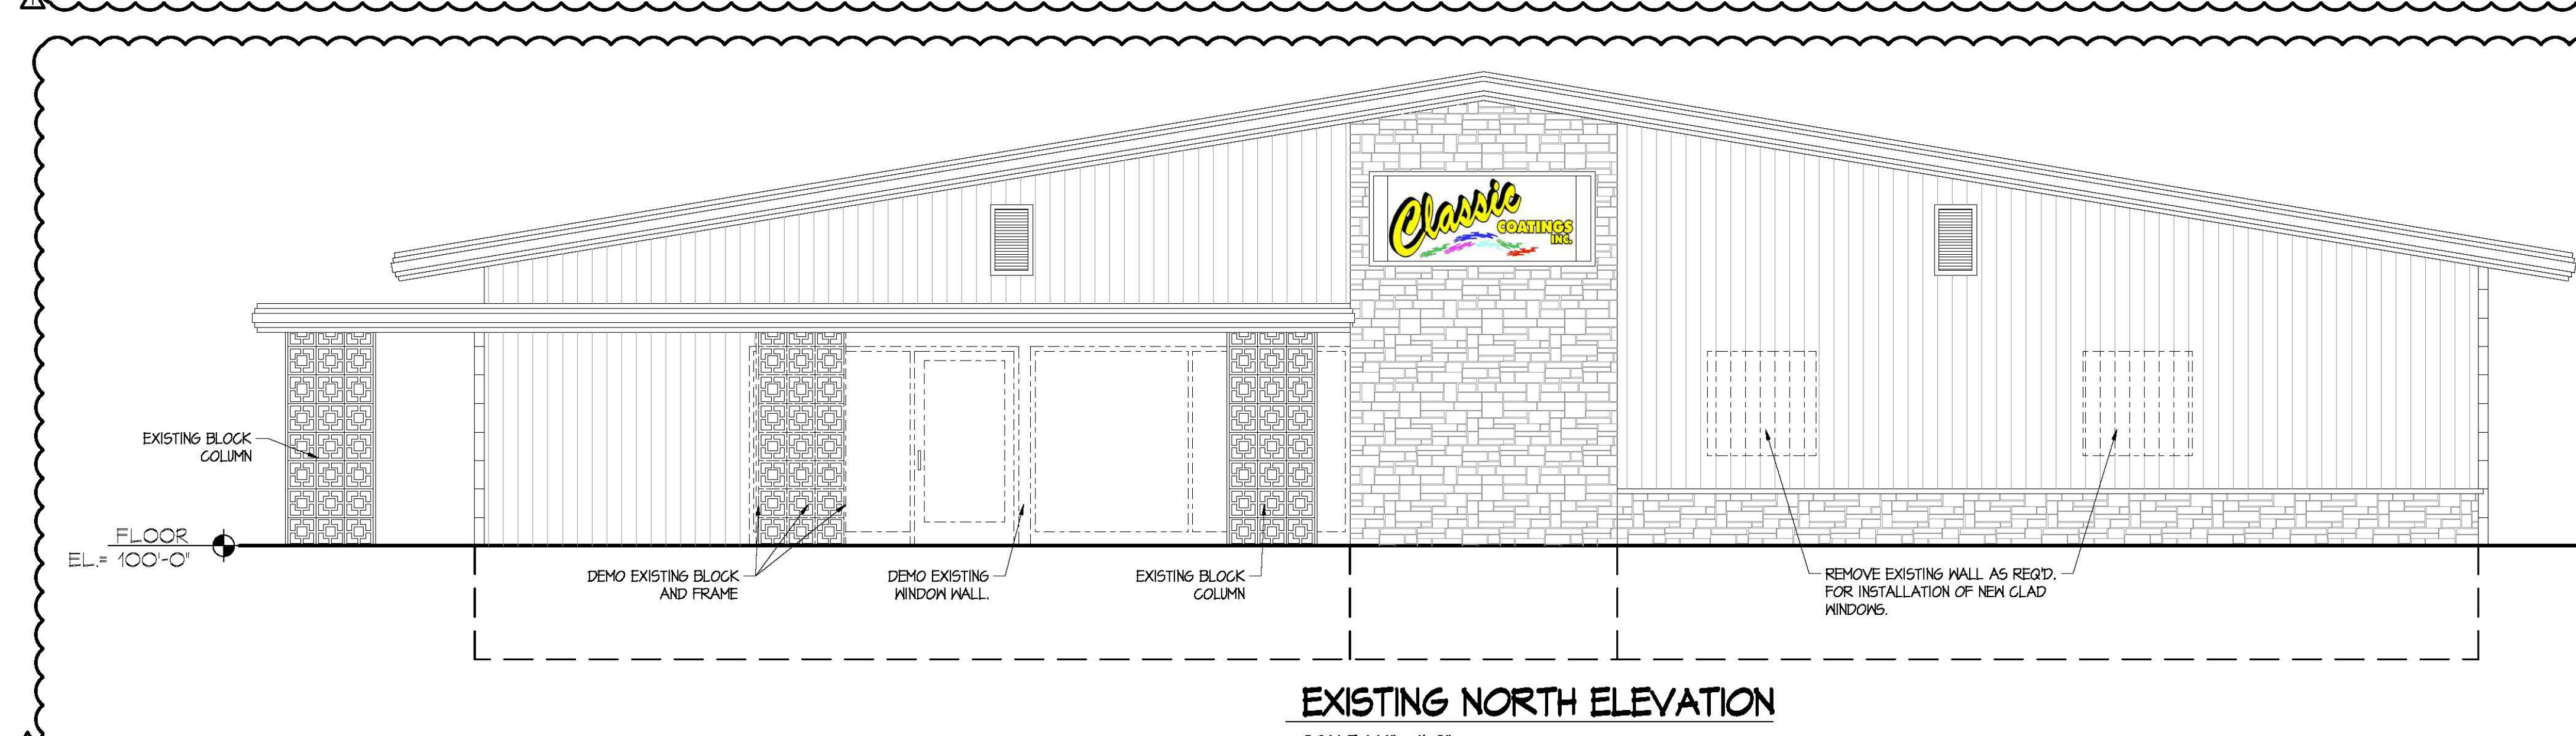 Classic
COATINGS
INC.
EXISTING BLOCK
COLUMN
FLOOR
EL.= 100'-0"
DEMO EXISTING BLOCK
AND FRAME
DEMO EXISTING
WINDOW WALL.
EXISTING BLOCK
COLUMN
REMOVE EXISTING WALL AS REQ'D.
FOR INSTALLATION OF NEW CLAD
WINDOWS.
EXISTING NORTH ELEVATION